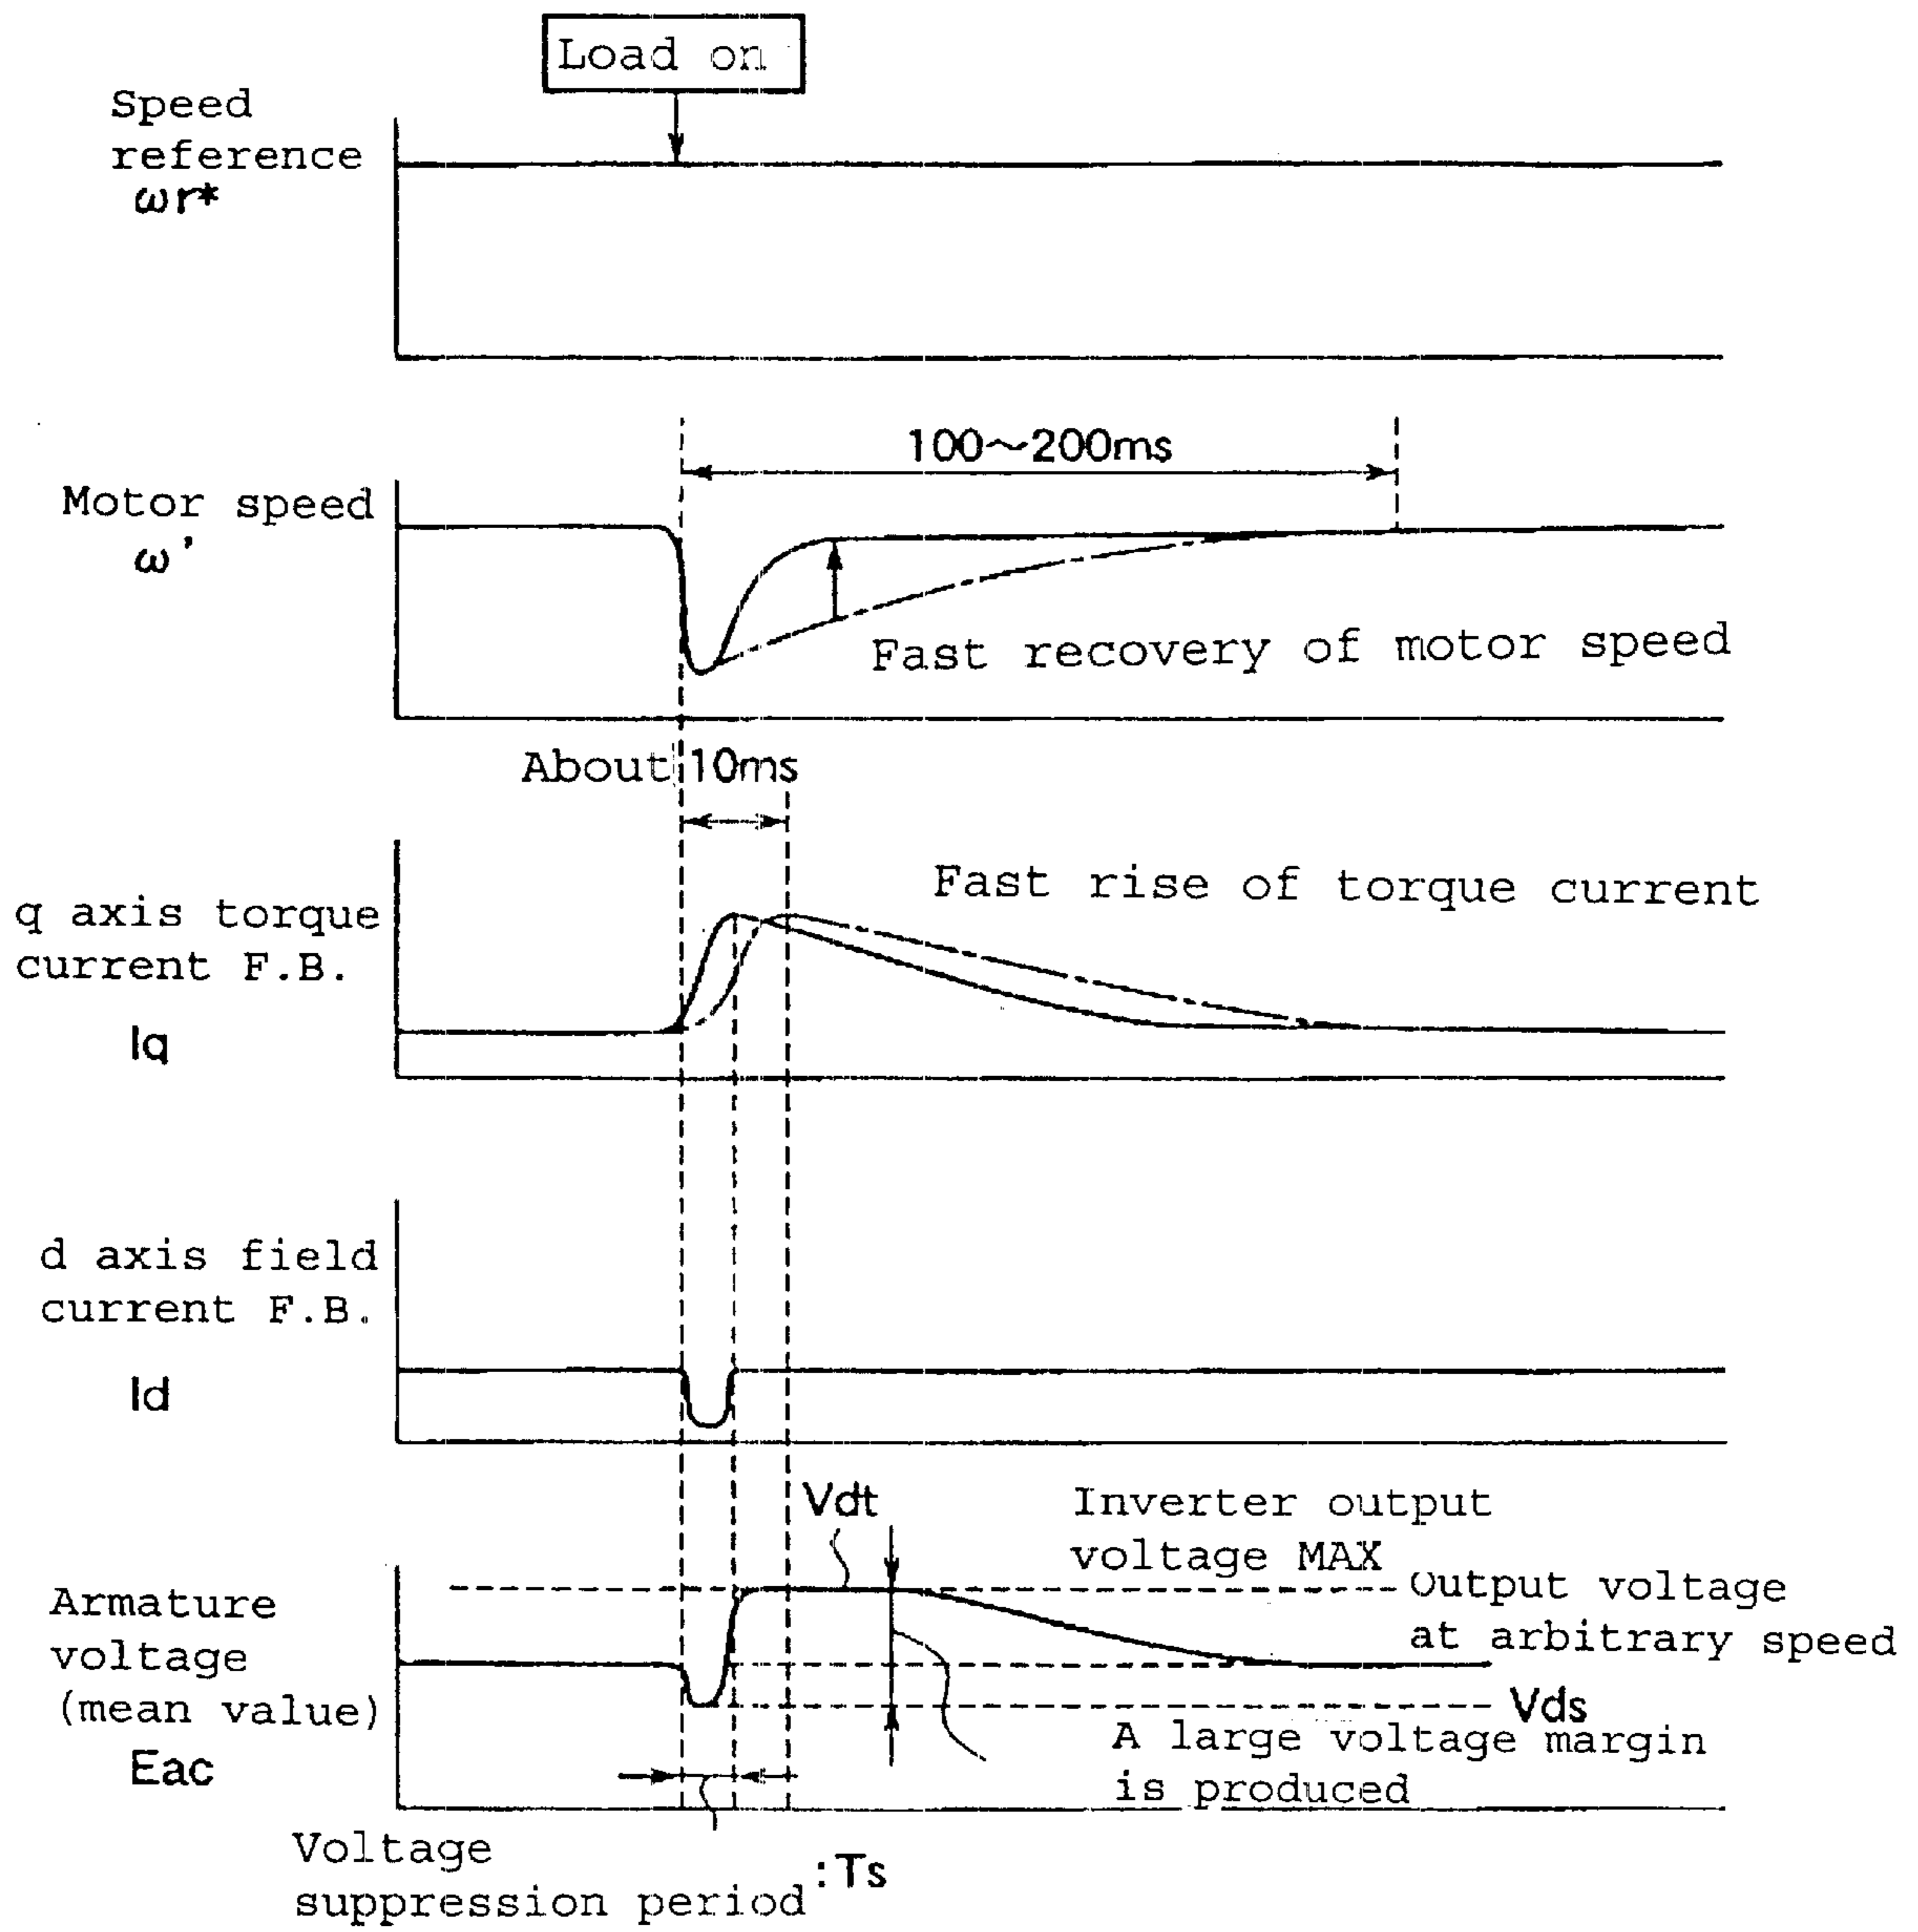 Load on
Speed
reference
ωr*
100～200ms
Motor speed
ω'
Fast recovery of motor speed
About 10ms
Fast rise of torque current
q axis torque
current F.B.
Iq
d axis field
current F.B.
Id
Vdt
Inverter output
voltage MAX
Output voltage
at arbitrary speed
Armature
voltage
(mean value)
Eac
Vds
A large voltage margin
is produced
Voltage
suppression period
:Ts